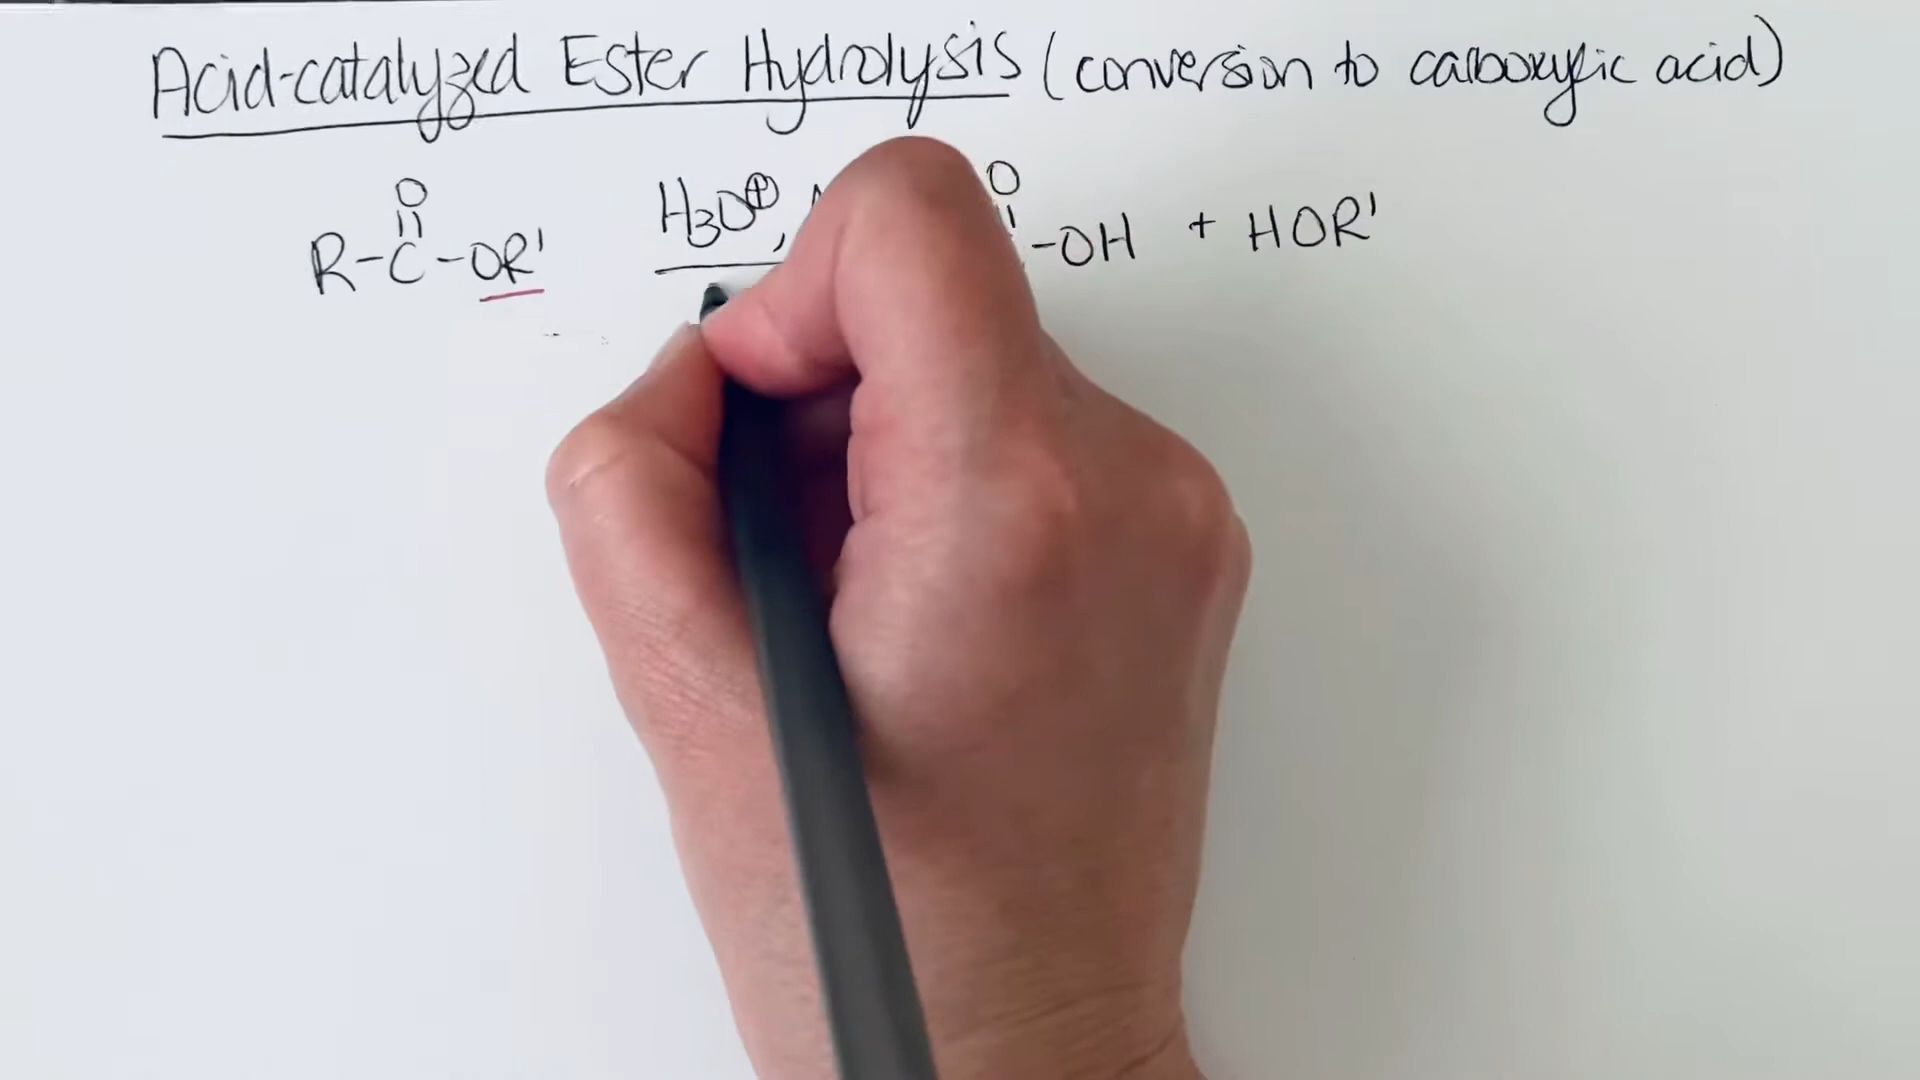 Acid-catalyzed Ester Hydrolysis (conversion to carboxylic acid)
O O
H3O⊕,
R-C-OR' -OH + HOR'